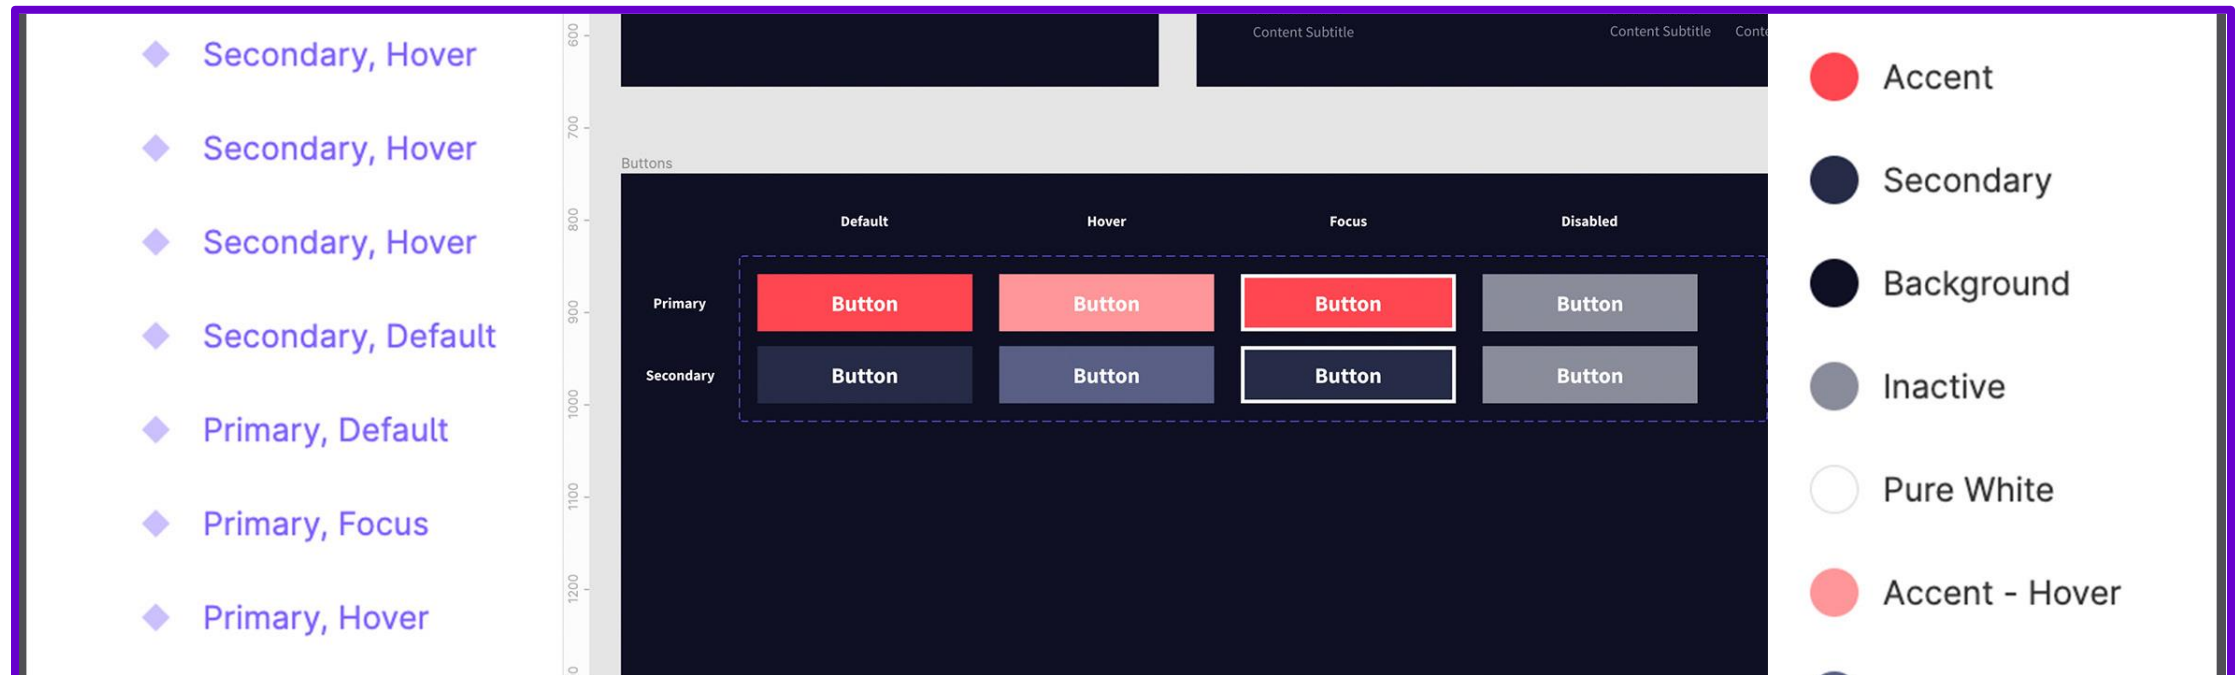 Secondary, Hover
Secondary, Hover
Secondary, Hover
Secondary, Default
Primary, Default
Primary, Focus
Primary, Hover
600
700
800
900
1000
1100
1200
0
Content Subtitle
Content Subtitle
Conte
Buttons
Default Hover Focus Disabled
Primary Button Button Button Button
Secondary Button Button Button Button
Accent
Secondary
Background
Inactive
Pure White
Accent - Hover